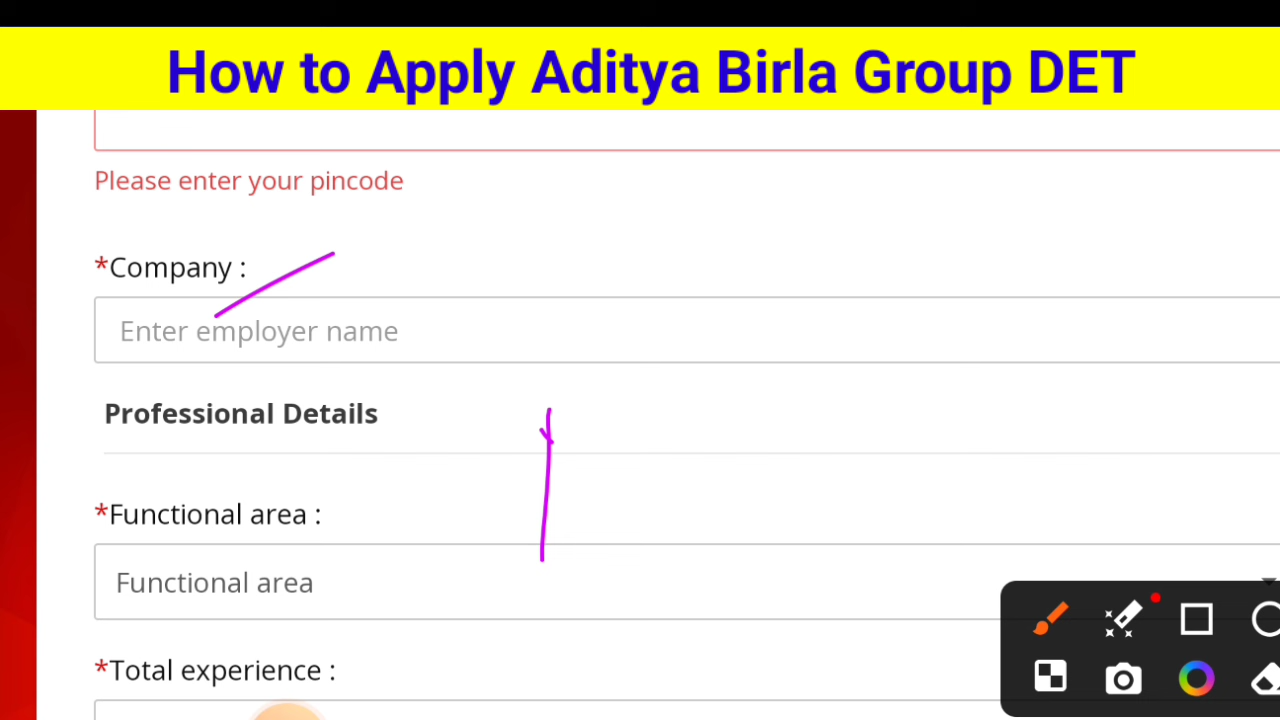 How to Apply Aditya Birla Group DET
Please enter your pincode
*Company :
Enter employer name
Professional Details
*Functional area :
Functional area
*Total experience :